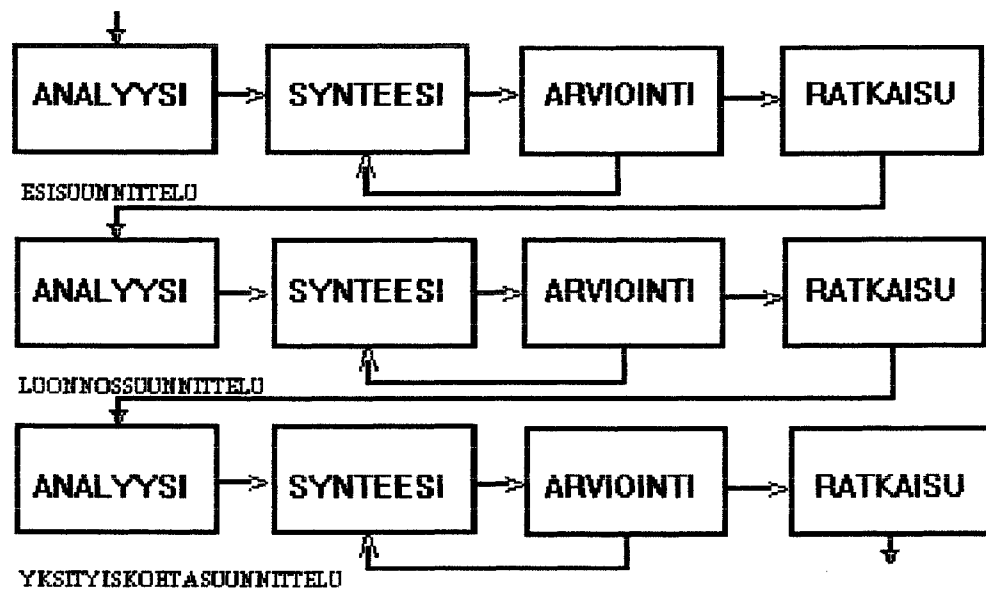 ANALYYSI SYNTEESI ARVIOINTI RATKAISU
ESISUUNNITTELU
ANALYYSI SYNTEESI ARVIOINTI RATKAISU
LUONNOSSUUNNITTELU
ANALYYSI SYNTEESI ARVIOINTI RATKAISU
YKSITYISKOHTASUUNNITTELU